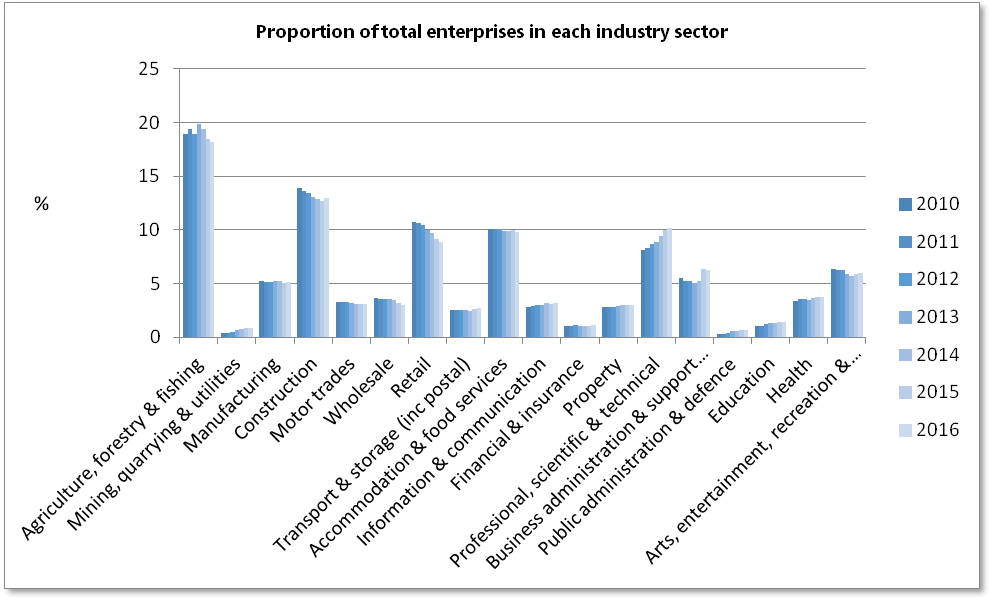 Proportion of total enterprises in each industry sector
25
20
15
10
5
0
%
Agriculture, forestry & fishing
Mining, quarrying & utilities
Manufacturing
Construction
Motor trades
Wholesale
Retail
Transport & storage (inc postal)
Accommodation & food services
Information & communication
Financial & insurance
Property
Professional, scientific & technical
Business administration & support...
Public administration & defence
Education
Health
Arts, entertainment, recreation &...
2010
2011
2012
2013
2014
2015
2016